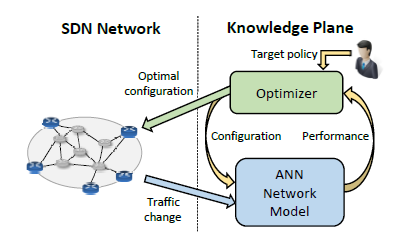 SDN Network
Knowledge Plane
Target policy
Optimal
configuration
Optimizer
Configuration
Performance
ANN
Network
Model
Traffic
change